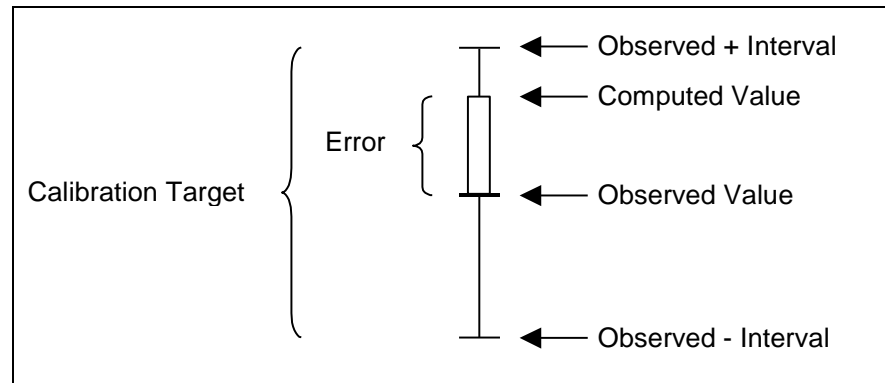 Observed + Interval
Computed Value
Error
Calibration Target
Observed Value
Observed - Interval